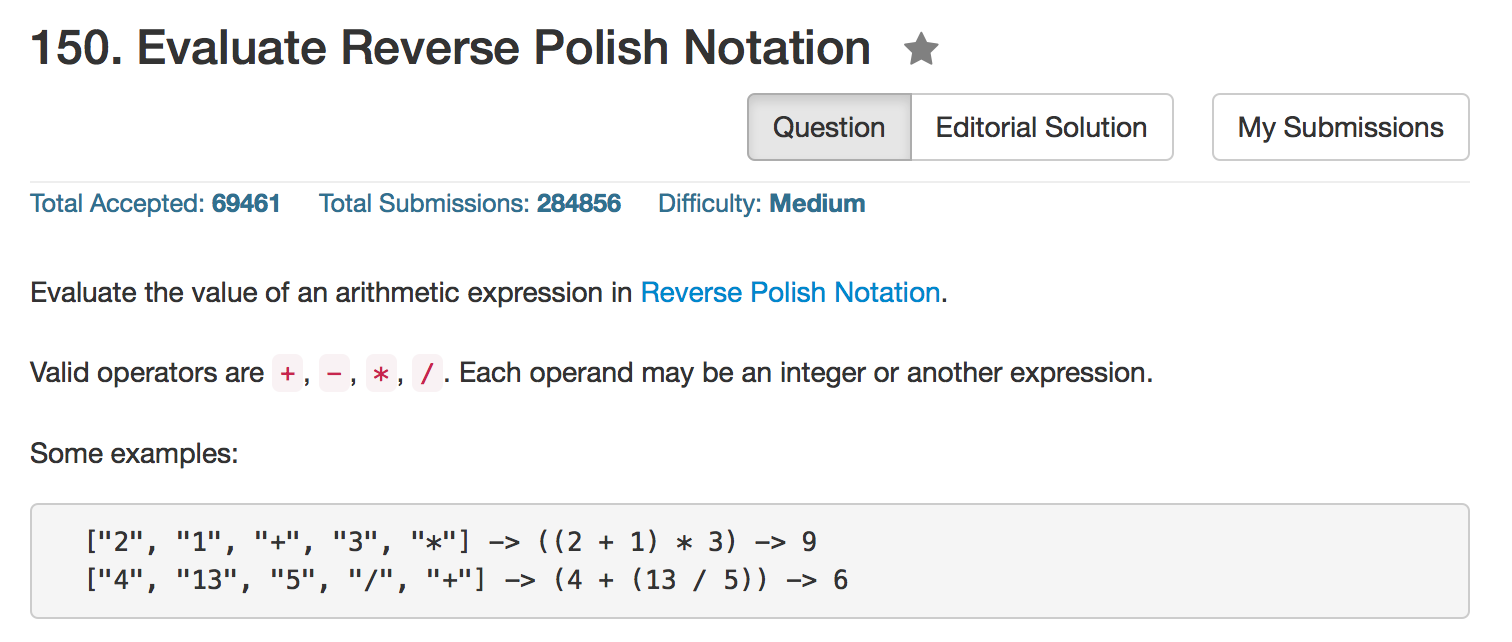 150. Evaluate Reverse Polish Notation
Question Editorial Solution My Submissions
Total Accepted: 69461 Total Submissions: 284856 Difficulty: Medium
Evaluate the value of an arithmetic expression in Reverse Polish Notation.
Valid operators are +, -, *, /. Each operand may be an integer or another expression.
Some examples:
["2", "1", "+", "3", "*"] -> ((2 + 1) * 3) -> 9
["4", "13", "5", "/", "+"] -> (4 + (13 / 5)) -> 6